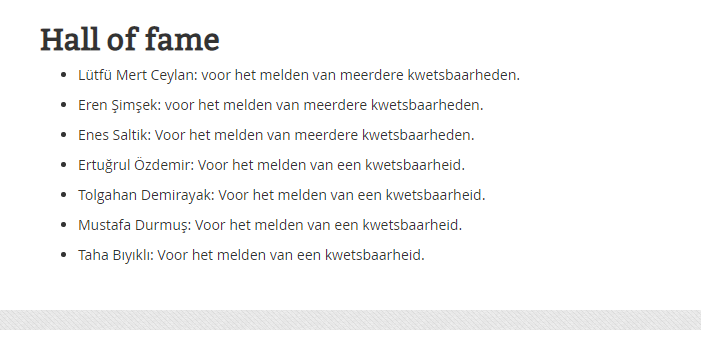 Hall of fame
Lütfü Mert Ceylan: voor het melden van meerdere kwetsbaarheden.
Eren Şimşek: voor het melden van meerdere kwetsbaarheden.
Enes Saltik: Voor het melden van meerdere kwetsbaarheden.
Ertuğrul Özdemir: Voor het melden van een kwetsbaarheid.
Tolgahan Demirayak: Voor het melden van een kwetsbaarheid.
Mustafa Durmuş: Voor het melden van een kwetsbaarheid.
Taha Bıyıklı: Voor het melden van een kwetsbaarheid.